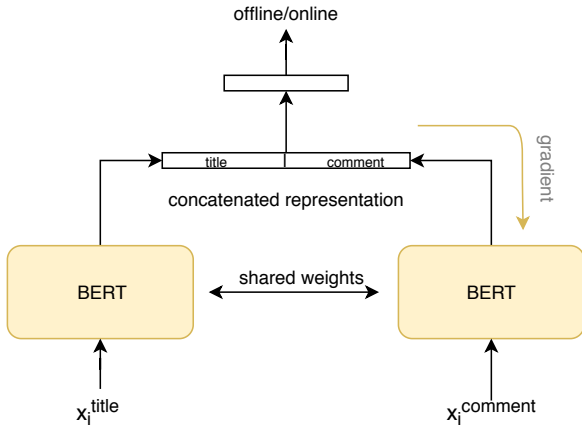 offline/online
title comment
gradient
concatenated representation
shared weights
BERT BERT
x_i^title x_i^comment